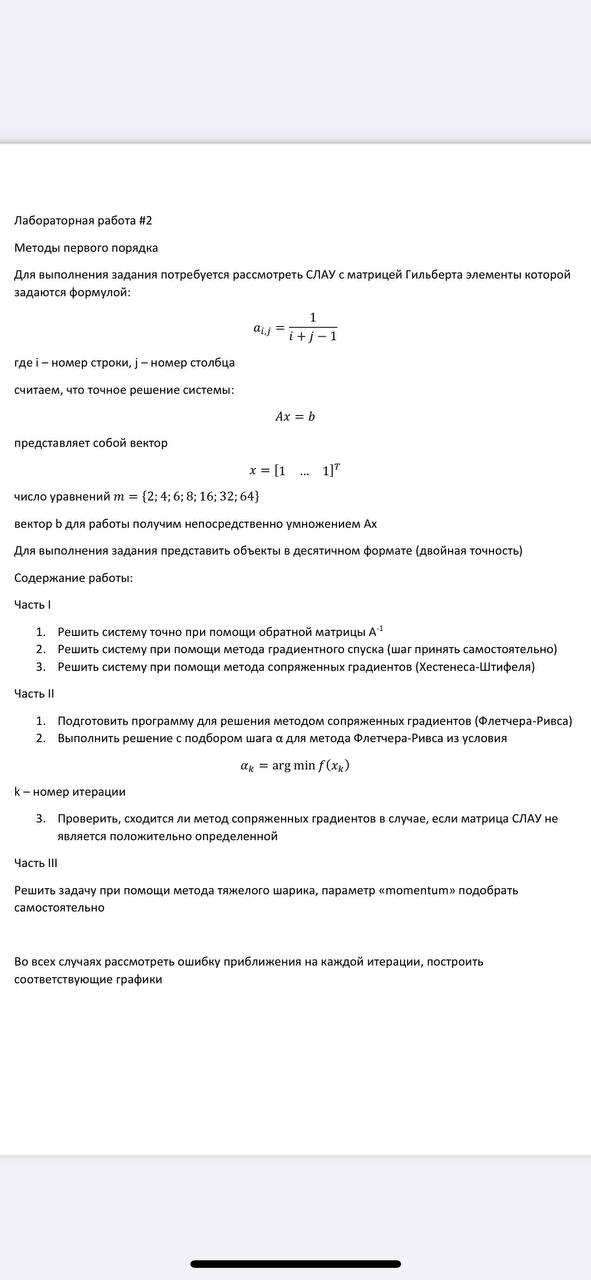 Лабораторная работа #2
Методы первого порядка
Для выполнения задания потребуется рассмотреть СЛАУ с матрицей Гильберта элементы которой
задаются формулой:
a_{i,j} = \frac{1}{i + j − 1}
где i – номер строки, j – номер столбца
считаем, что точное решение системы:
Ax = b
представляет собой вектор
x = [1 … 1]^T
число уравнений m = {2; 4; 6; 8; 16; 32; 64}
вектор b для работы получим непосредственно умножением Ax
Для выполнения задания представить объекты в десятичном формате (двойная точность)
Содержание работы:
Часть I
1. Решить систему точно при помощи обратной матрицы A^{-1}
2. Решить систему при помощи метода градиентного спуска (шаг принять самостоятельно)
3. Решить систему при помощи метода сопряженных градиентов (Хестенеса-Штифеля)
Часть II
1. Подготовить программу для решения методом сопряженных градиентов (Флетчера-Ривса)
2. Выполнить решение с подбором шага α для метода Флетчера-Ривса из условия
α_k = arg min f(x_k)
k – номер итерации
3. Проверить, сходится ли метод сопряженных градиентов в случае, если матрица СЛАУ не
является положительно определенной
Часть III
Решить задачу при помощи метода тяжелого шарика, параметр «momentum» подобрать
самостоятельно
Во всех случаях рассмотреть ошибку приближения на каждой итерации, построить
соответствующие графики